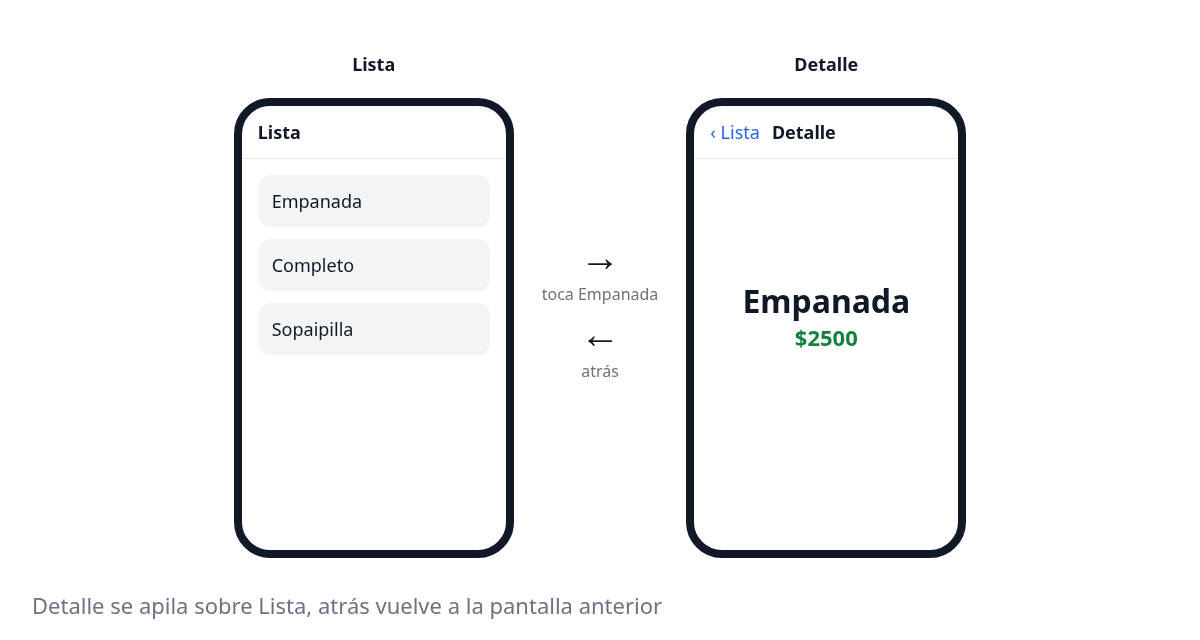 Lista
Detalle
Lista
Empanada
Completo
Sopaipilla
→
toca Empanada
←
atrás
‹ Lista Detalle
Empanada
$2500
Detalle se apila sobre Lista, atrás vuelve a la pantalla anterior